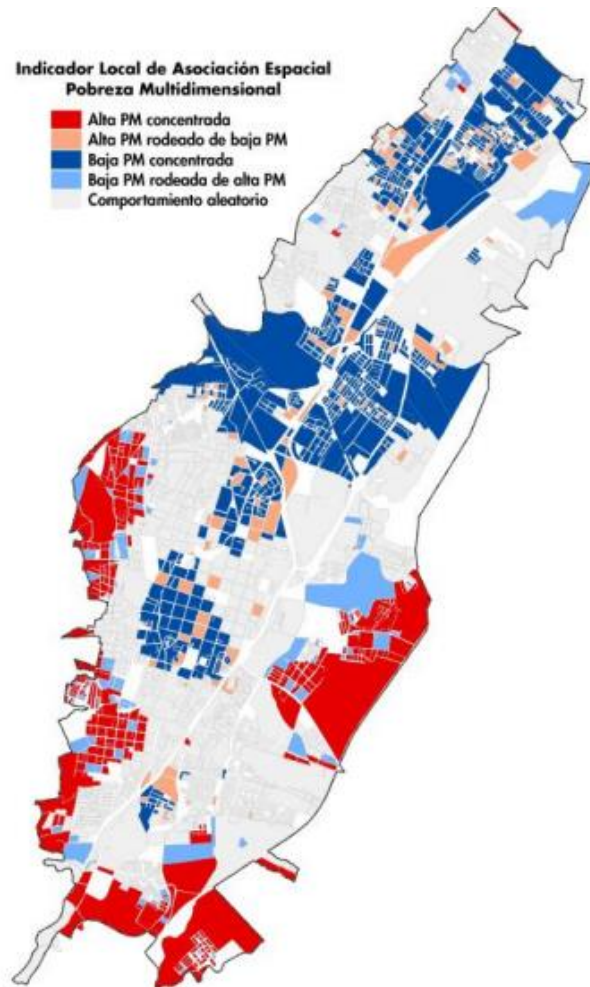 Indicador Local de Asociación Espacial
Pobreza Multidimensional
Alta PM concentrada
Alta PM rodeado de baja PM
Baja PM concentrada
Baja PM rodeada de alta PM
Comportamiento aleatorio